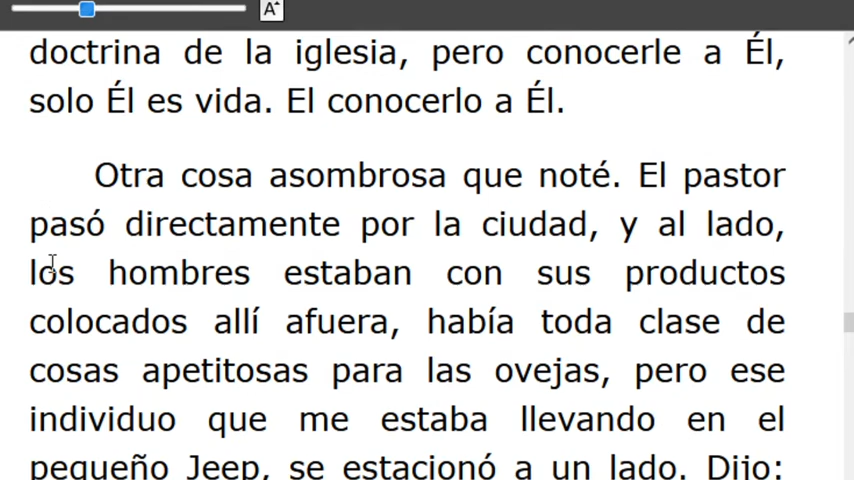 A
doctrina de la iglesia, pero conocerle a Él,
solo Él es vida. El conocerlo a Él.
Otra cosa asombrosa que noté. El pastor
pasó directamente por la ciudad, y al lado,
los hombres estaban con sus productos
colocados allí afuera, había toda clase de
cosas apetitosas para las ovejas, pero ese
individuo que me estaba llevando en el
pequeño Jeep, se estacionó a un lado. Dijo: